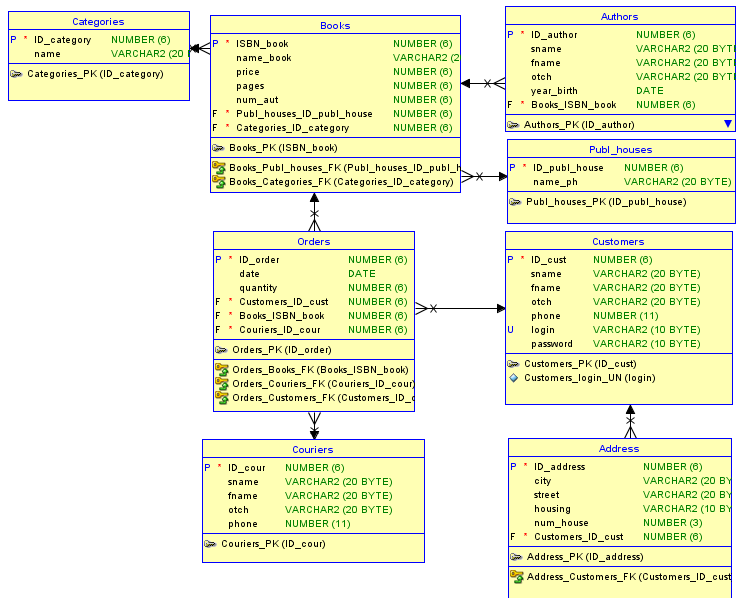 Categories
P * ID_category NUMBER (6)
name VARCHAR2 (20
Categories_PK (ID_category)
Books
P * ISBN_book NUMBER (6)
name_book VARCHAR2 (2
price NUMBER (6)
pages NUMBER (6)
num_aut NUMBER (6)
F * Publ_houses_ID_publ_house NUMBER (6)
F * Categories_ID_category NUMBER (6)
Books_PK (ISBN_book)
Books_Publ_houses_FK (Publ_houses_ID_publ_h
Books_Categories_FK (Categories_ID_category)
Authors
P * ID_author NUMBER (6)
sname VARCHAR2 (20 BYT
fname VARCHAR2 (20 BYT
otch VARCHAR2 (20 BYT
year_birth DATE
F * Books_ISBN_book NUMBER (6)
Authors_PK (ID_author)
Publ_houses
P * ID_publ_house NUMBER (6)
name_ph VARCHAR2 (20 BYTE)
Publ_houses_PK (ID_publ_house)
Orders
P * ID_order NUMBER (6)
date DATE
quantity NUMBER (6)
F * Customers_ID_cust NUMBER (6)
F * Books_ISBN_book NUMBER (6)
F * Couriers_ID_cour NUMBER (6)
Orders_PK (ID_order)
Orders_Books_FK (Books_ISBN_book)
Orders_Couriers_FK (Couriers_ID_cour)
Orders_Customers_FK (Customers_ID_c
Customers
P * ID_cust NUMBER (6)
sname VARCHAR2 (20 BYTE)
fname VARCHAR2 (20 BYTE)
otch VARCHAR2 (20 BYTE)
phone NUMBER (11)
U login VARCHAR2 (10 BYTE)
password VARCHAR2 (10 BYTE)
Customers_PK (ID_cust)
Customers_login_UN (login)
Couriers
P * ID_cour NUMBER (6)
sname VARCHAR2 (20 BYTE)
fname VARCHAR2 (20 BYTE)
otch VARCHAR2 (20 BYTE)
phone NUMBER (11)
Couriers_PK (ID_cour)
Address
P * ID_address NUMBER (6)
city VARCHAR2 (20 BY
street VARCHAR2 (20 BY
housing VARCHAR2 (10 BY
num_house NUMBER (3)
F * Customers_ID_cust NUMBER (6)
Address_PK (ID_address)
Address_Customers_FK (Customers_ID_cust